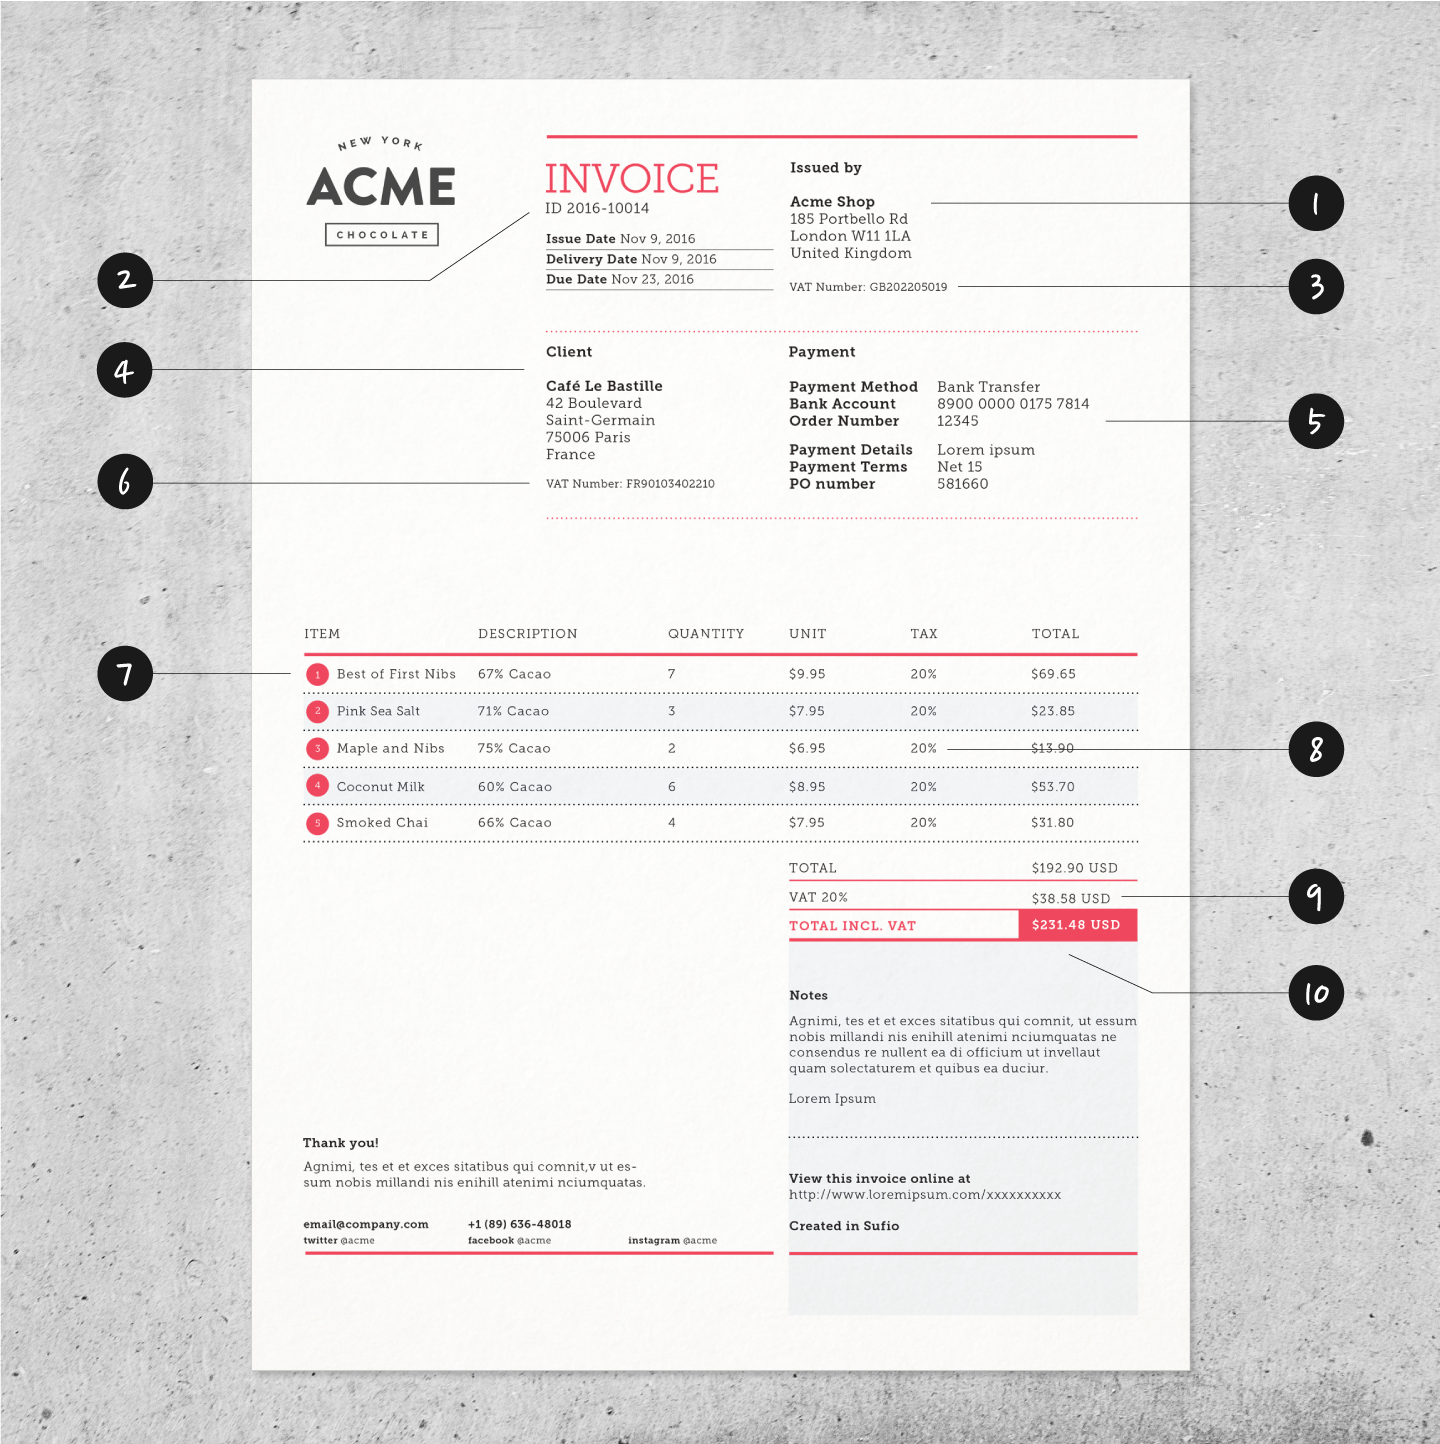 NEW YORK
ACME
CHOCOLATE
INVOICE
ID 2016-10014
Issue Date Nov 9, 2016
Delivery Date Nov 9, 2016
Due Date Nov 23, 2016
Issued by
Acme Shop
185 Portbello Rd
London W11 1LA
United Kingdom
VAT Number: GB202205019
1
2
3
Client
Café Le Bastille
42 Boulevard
Saint-Germain
75006 Paris
France
VAT Number: FR90103402210
4
6
Payment
Payment Method Bank Transfer
Bank Account 8900 0000 0175 7814
Order Number 12345
Payment Details Lorem ipsum
Payment Terms Net 15
PO number 581660
5
ITEM DESCRIPTION QUANTITY UNIT TAX TOTAL
7
1 Best of First Nibs 67% Cacao 7 $9.95 20% $69.65
2 Pink Sea Salt 71% Cacao 3 $7.95 20% $23.85
3 Maple and Nibs 75% Cacao 2 $6.95 20% $13.90
8
4 Coconut Milk 60% Cacao 6 $8.95 20% $53.70
5 Smoked Chai 66% Cacao 4 $7.95 20% $31.80
TOTAL $192.90 USD
VAT 20% $38.58 USD
9
TOTAL INCL. VAT $231.48 USD
10
Notes
Agnimi, tes et et exces sitatibus qui comnit, ut essum
nobis millandi nis enihill atenimi nciumquatas ne
consendus re nullent ea di officium ut invellaut
quam solectaturem et quibus ea duciur.
Lorem Ipsum
Thank you!
Agnimi, tes et et exces sitatibus qui comnit,v ut es-
sum nobis millandi nis enihill atenimi nciumquatas.
email@company.com +1 (89) 636-48018
twitter @acme facebook @acme instagram @acme
View this invoice online at
http://www.loremipsum.com/xxxxxxxxxx
Created in Sufio